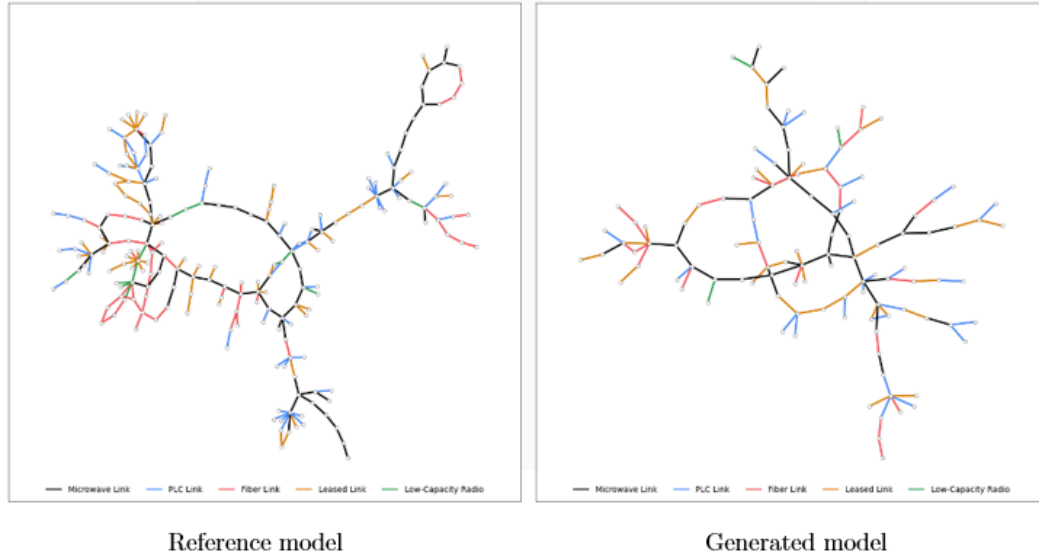 Microwave Link PLC Link Fiber Link Leased Link Low-Capacity Radio
Microwave Link PLC Link Fiber Link Leased Link Low-Capacity Radio
Reference model
Generated model